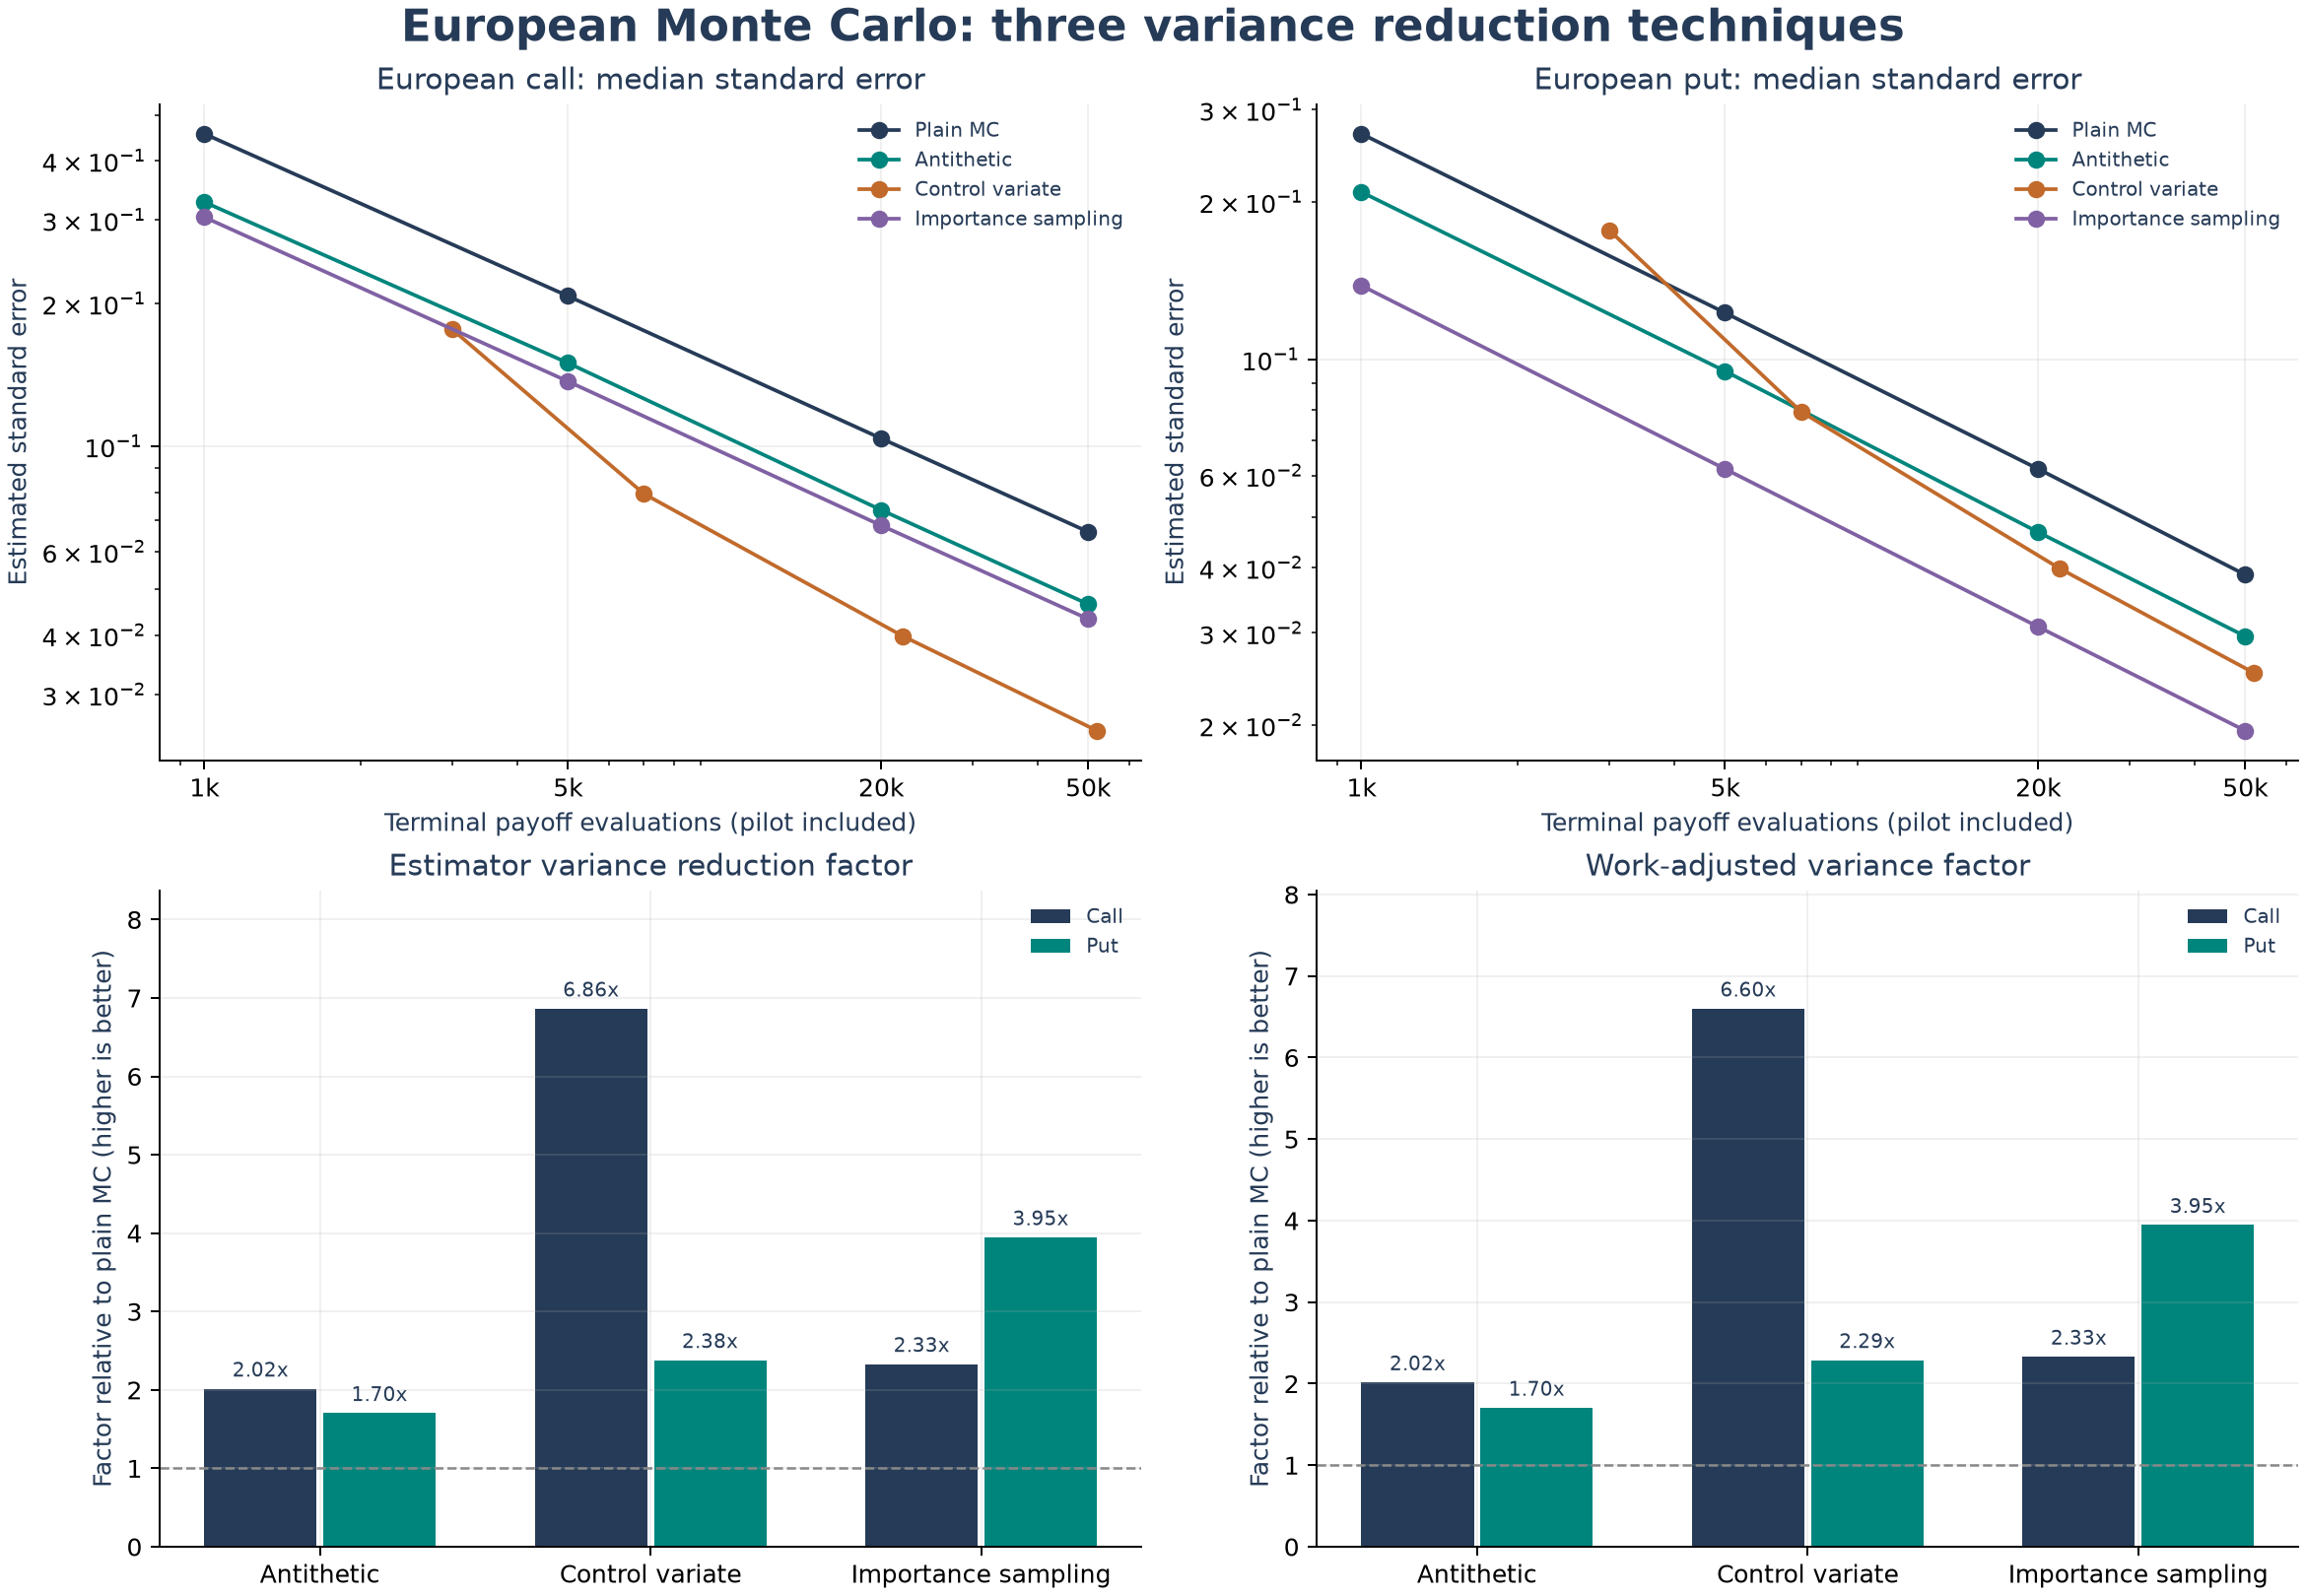 European Monte Carlo: three variance reduction techniques
European call: median standard error
Estimated standard error
4 × 10⁻¹
3 × 10⁻¹
2 × 10⁻¹
10⁻¹
6 × 10⁻²
4 × 10⁻²
3 × 10⁻²
Plain MC
Antithetic
Control variate
Importance sampling
1k 5k 20k 50k
Terminal payoff evaluations (pilot included)
European put: median standard error
Estimated standard error
3 × 10⁻¹
2 × 10⁻¹
10⁻¹
6 × 10⁻²
4 × 10⁻²
3 × 10⁻²
2 × 10⁻²
Plain MC
Antithetic
Control variate
Importance sampling
1k 5k 20k 50k
Terminal payoff evaluations (pilot included)
Estimator variance reduction factor
Factor relative to plain MC (higher is better)
8
7
6
5
4
3
2
1
0
Call
Put
2.02x
1.70x
6.86x
2.38x
2.33x
3.95x
Antithetic Control variate Importance sampling
Work-adjusted variance factor
Factor relative to plain MC (higher is better)
8
7
6
5
4
3
2
1
0
Call
Put
2.02x
1.70x
6.60x
2.29x
2.33x
3.95x
Antithetic Control variate Importance sampling